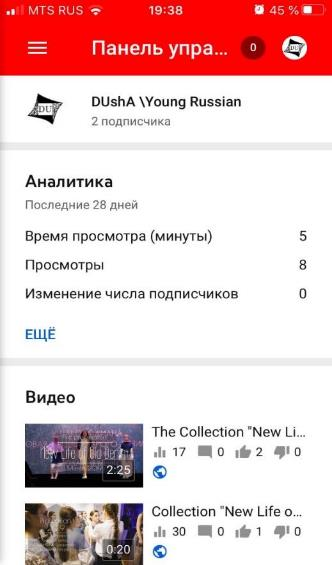 MTS RUS 19:38 45 %
Панель упра... 0
DUshA \Young Russian
2 подписчика
Аналитика
Последние 28 дней
Время просмотра (минуты) 5
Просмотры 8
Изменение числа подписчиков 0
ЕЩЁ
Видео
The Collection "New Li...
17 0 2 0
2:25
Collection "New Life o...
30 0 1 0
0:20